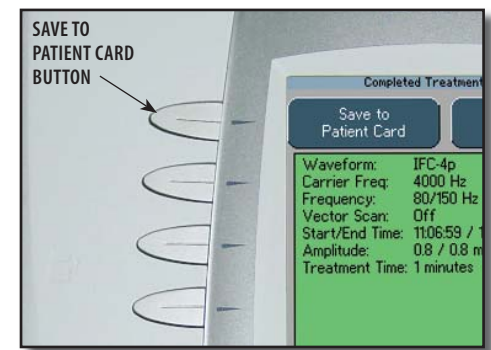 SAVE TO
PATIENT CARD
BUTTON
Completed Treatment
Save to
Patient Card
Waveform: IFC-4p
Carrier Freq: 4000 Hz
Frequency: 80/150 Hz
Vector Scan: Off
Start/End Time: 11:06:59 / 1
Amplitude: 0.8 / 0.8 m
Treatment Time: 1 minutes